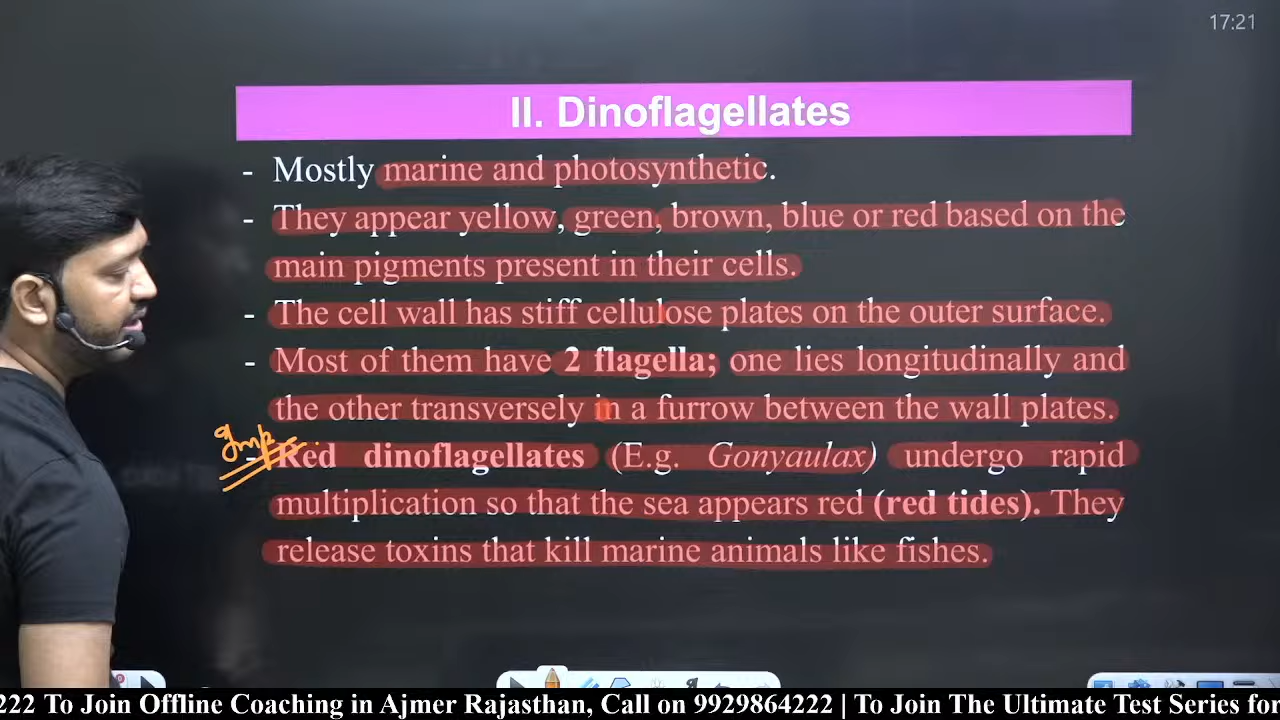 17:21
II. Dinoflagellates
- Mostly marine and photosynthetic.
- They appear yellow, green, brown, blue or red based on the
main pigments present in their cells.
- The cell wall has stiff cellulose plates on the outer surface.
- Most of them have 2 flagella; one lies longitudinally and
the other transversely in a furrow between the wall plates.
Imp
- Red dinoflagellates (E.g. Gonyaulax) undergo rapid
multiplication so that the sea appears red (red tides). They
release toxins that kill marine animals like fishes.
222 To Join Offline Coaching in Ajmer Rajasthan, Call on 9929864222 | To Join The Ultimate Test Series for